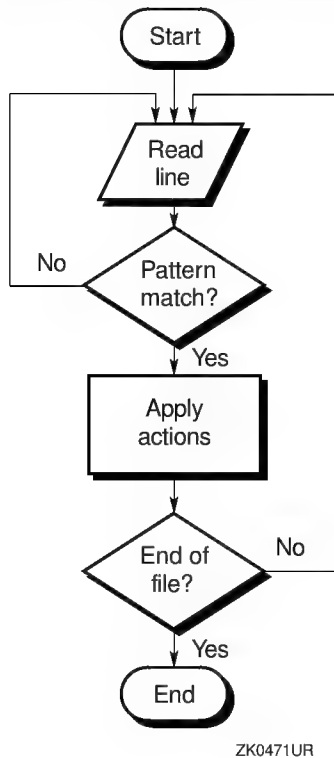 Start
Read
line
No
Pattern
match?
Yes
Apply
actions
End of
file?
No
Yes
End
ZK0471UR